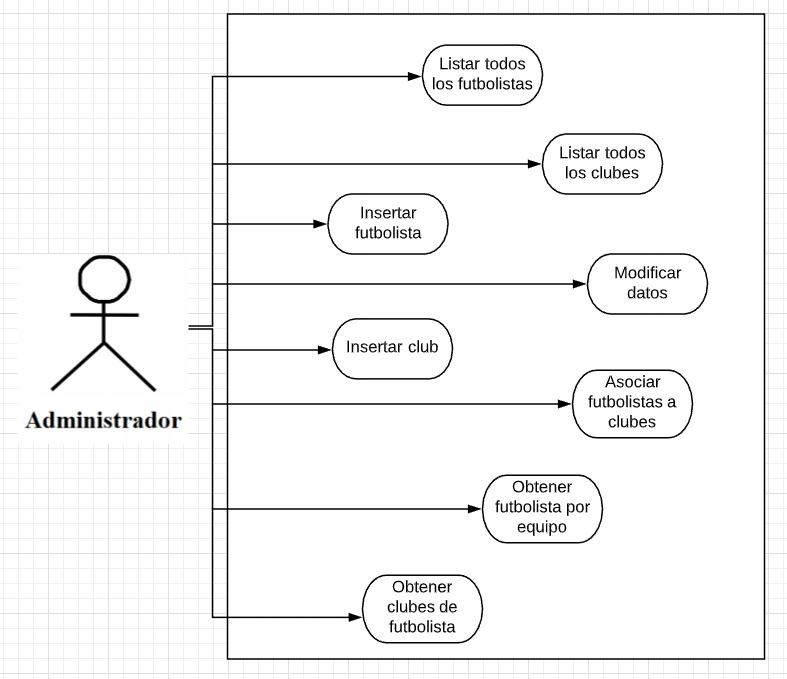 Listar todos
los futbolistas
Listar todos
los clubes
Insertar
futbolista
Modificar
datos
Insertar club
Asociar
futbolistas a
clubes
Administrador
Obtener
futbolista por
equipo
Obtener
clubes de
futbolista